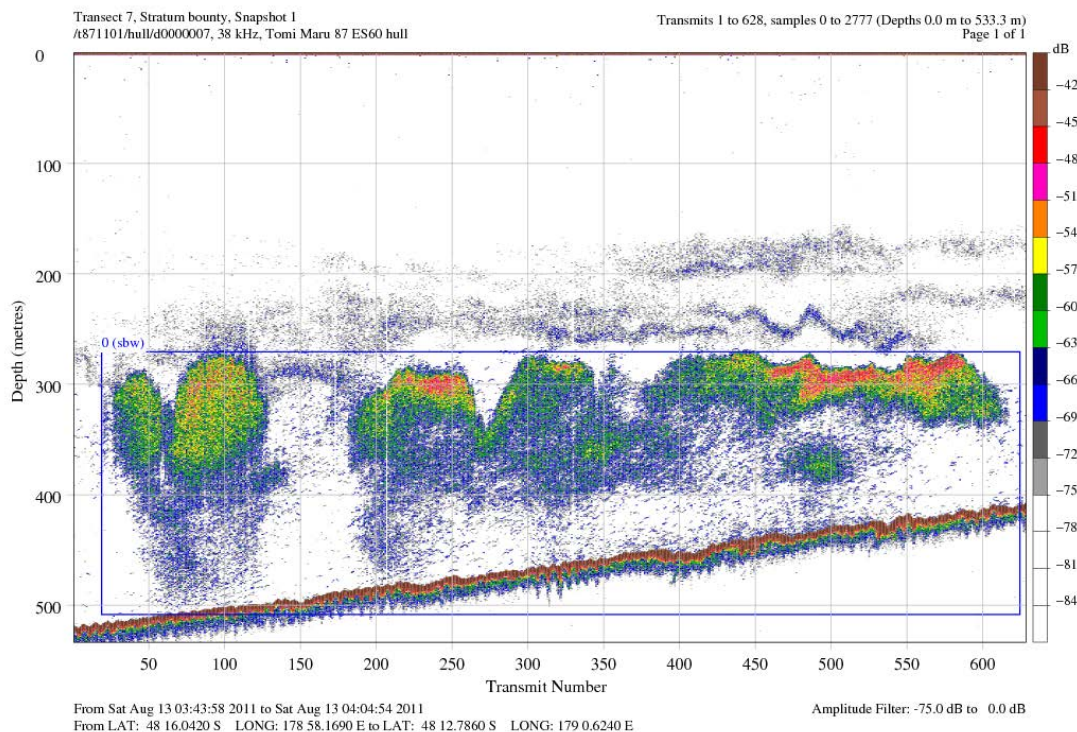 Transect 7, Stratum bounty, Snapshot 1
/t871101/hull/d0000007, 38 kHz, Tomi Maru 87 ES60 hull
Transmits 1 to 628, samples 0 to 2777 (Depths 0.0 m to 533.3 m)
Page 1 of 1
dB
-42
-45
-48
-51
-54
-57
-60
-63
-66
-69
-72
-75
-78
-81
-84
Depth (metres)
0
100
200
300
400
500
0 (sbw)
50 100 150 200 250 300 350 400 450 500 550 600
Transmit Number
From Sat Aug 13 03:43:58 2011 to Sat Aug 13 04:04:54 2011
From LAT: 48 16.0420 S LONG: 178 58.1690 E to LAT: 48 12.7860 S LONG: 179 0.6240 E
Amplitude Filter: -75.0 dB to 0.0 dB